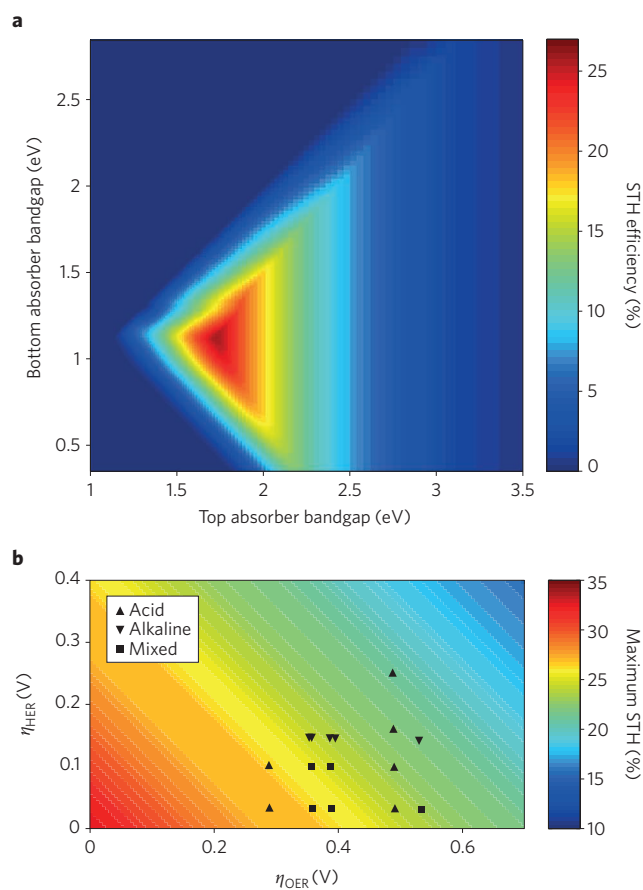 a
Bottom absorber bandgap (eV)
2.5
2
1.5
1
0.5
1
1.5
2
2.5
3
3.5
Top absorber bandgap (eV)
25
20
15
10
5
0
STH efficiency (%)
b
η_HER (V)
0.4
0.3
0.2
0.1
0
Acid
Alkaline
Mixed
0
0.2
0.4
0.6
η_OER (V)
35
30
25
20
15
10
Maximum STH (%)